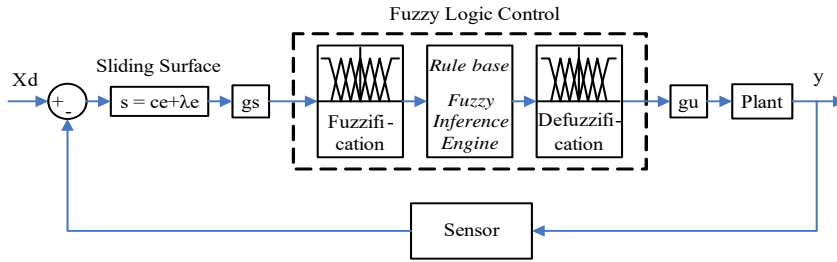 Fuzzy Logic Control
Xd
Sliding Surface
+
-
s = ce+λe
gs
Fuzzifi-
cation
Rule base
Fuzzy
Inference
Engine
Defuzzifi-
cation
gu
Plant
y
Sensor